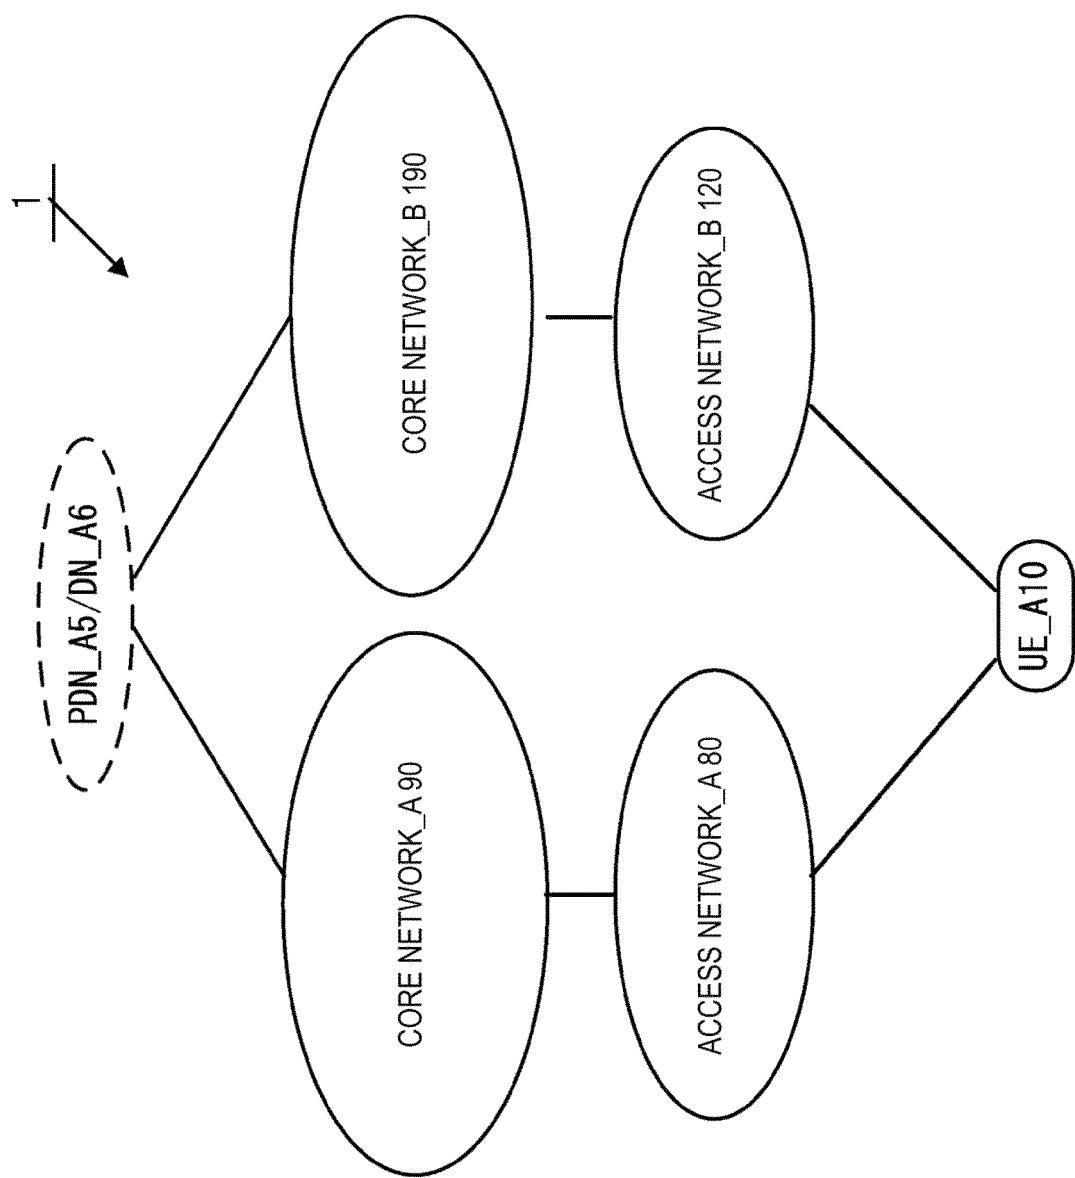 1
PDN_A5/DN_A6
CORE NETWORK_A 90
CORE NETWORK_B 190
ACCESS NETWORK_A 80
ACCESS NETWORK_B 120
UE_A10